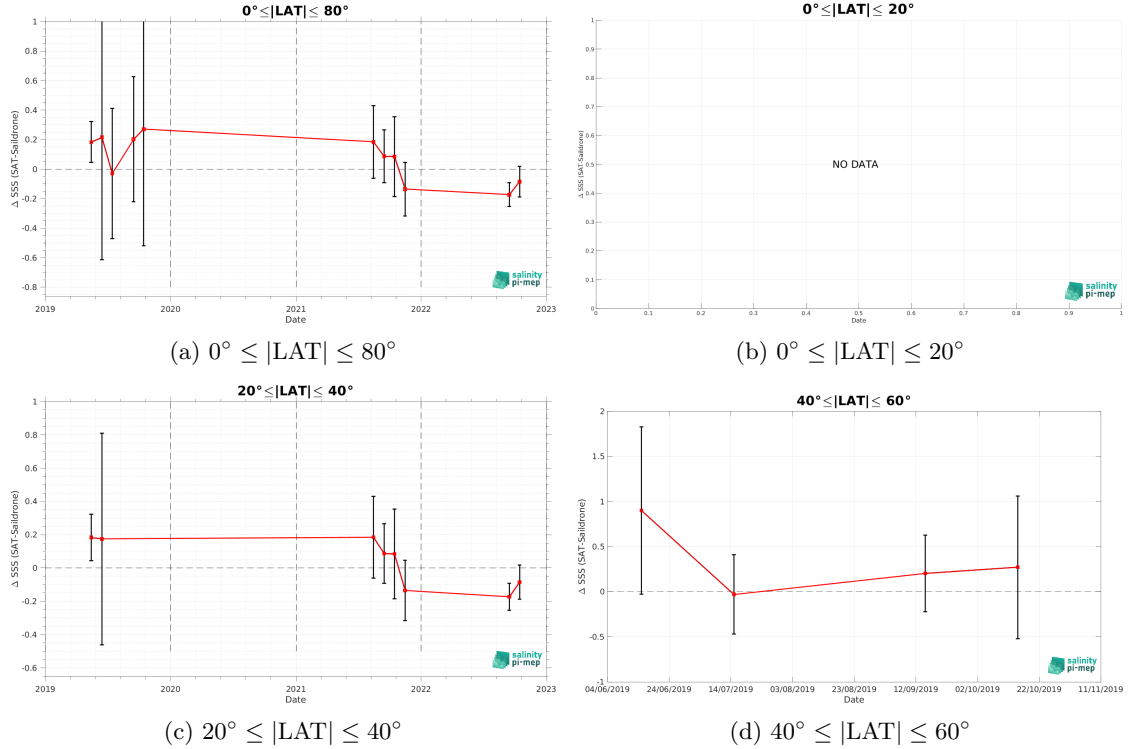 0°≤|LAT|≤ 80°
1
0.8
0.6
0.4
0.2
0
-0.2
-0.4
-0.6
-0.8
Δ SSS (SAT-Saildrone)
2019
2020
2021
2022
2023
Date
salinity
pi-mep
(a) 0° ≤ |LAT| ≤ 80°
0°≤|LAT|≤ 20°
1
0.9
0.8
0.7
0.6
0.5
0.4
0.3
0.2
0.1
0
Δ SSS (SAT-Saildrone)
NO DATA
0
0.1
0.2
0.3
0.4
0.5
0.6
0.7
0.8
0.9
1
Date
salinity
pi-mep
(b) 0° ≤ |LAT| ≤ 20°
20°≤|LAT|≤ 40°
1
0.8
0.6
0.4
0.2
0
-0.2
-0.4
-0.6
Δ SSS (SAT-Saildrone)
2019
2020
2021
2022
2023
Date
salinity
pi-mep
(c) 20° ≤ |LAT| ≤ 40°
40°≤|LAT|≤ 60°
2
1.5
1
0.5
0
-0.5
-1
Δ SSS (SAT-Saildrone)
04/06/2019
24/06/2019
14/07/2019
03/08/2019
23/08/2019
12/09/2019
02/10/2019
22/10/2019
11/11/2019
Date
salinity
pi-mep
(d) 40° ≤ |LAT| ≤ 60°